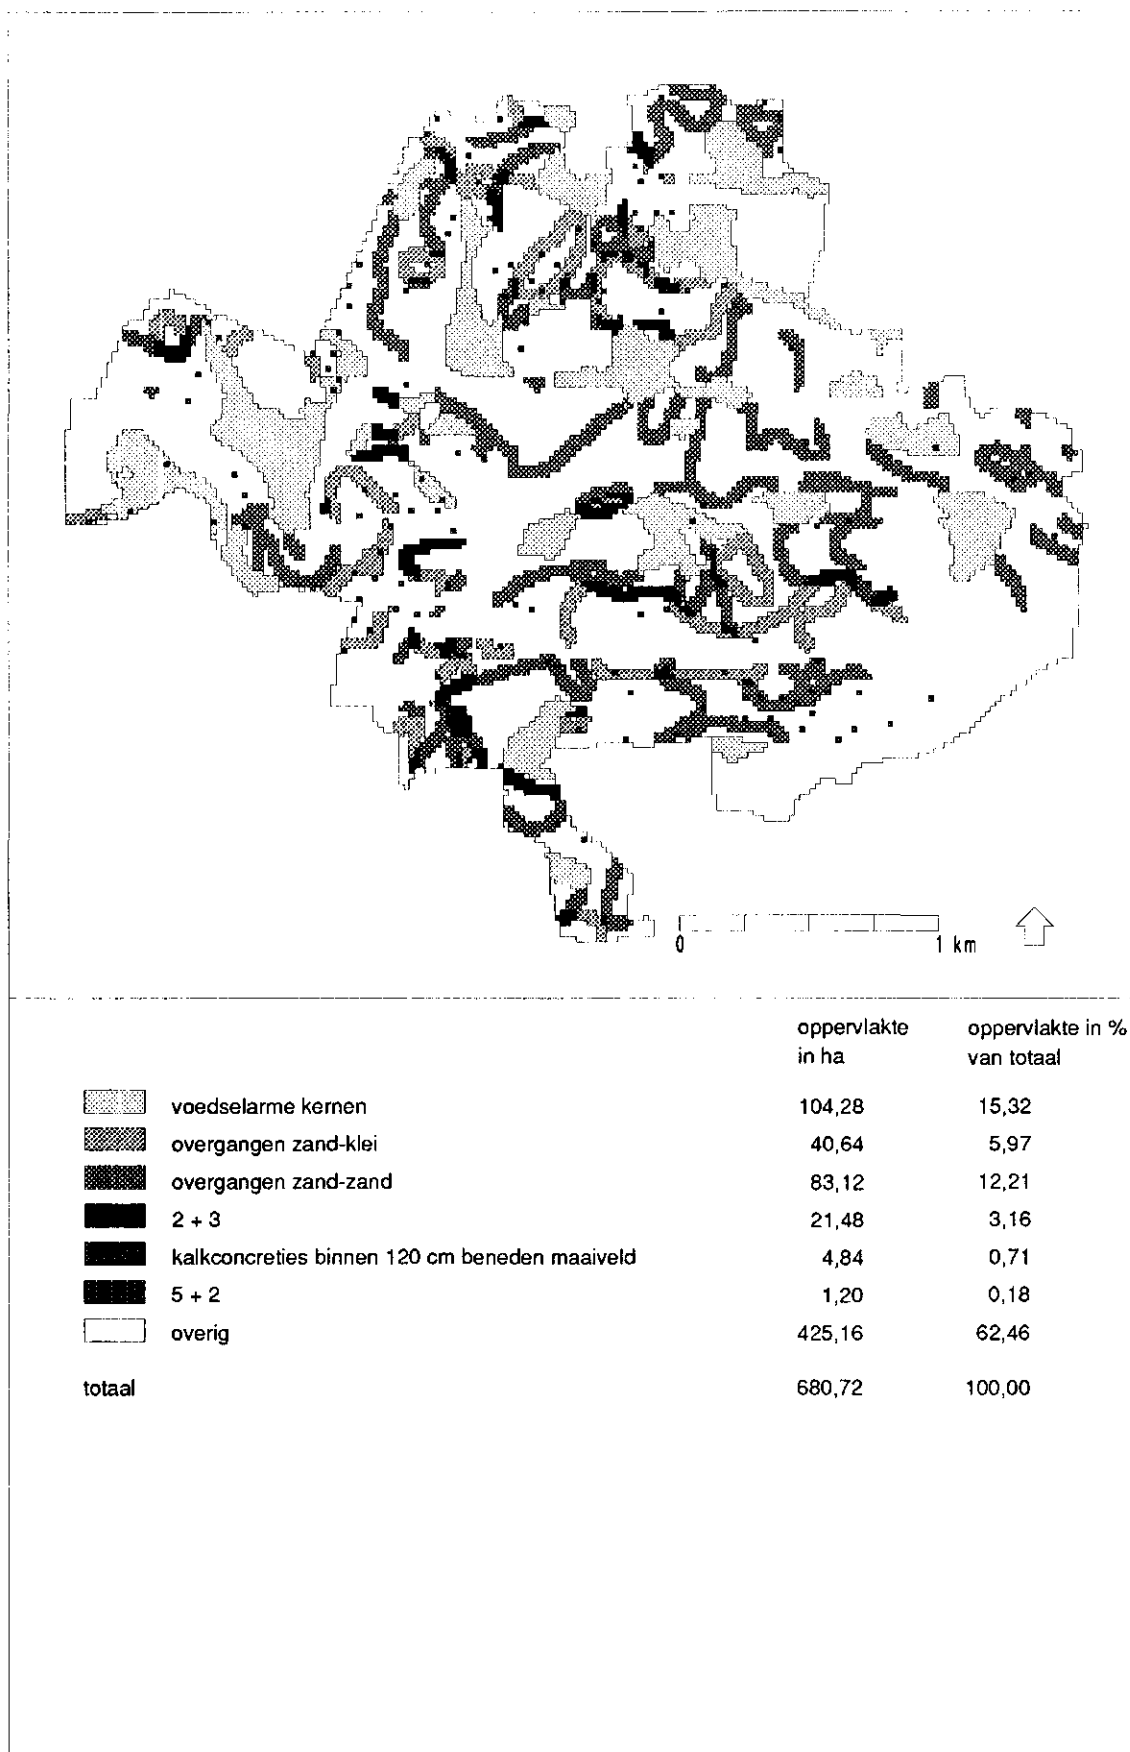 0 1 km
oppervlakte oppervlakte in %
in ha van totaal
voedselarme kernen 104,28 15,32
overgangen zand-klei 40,64 5,97
overgangen zand-zand 83,12 12,21
2 + 3 21,48 3,16
kalkconcreties binnen 120 cm beneden maaiveld 4,84 0,71
5 + 2 1,20 0,18
overig 425,16 62,46
totaal 680,72 100,00